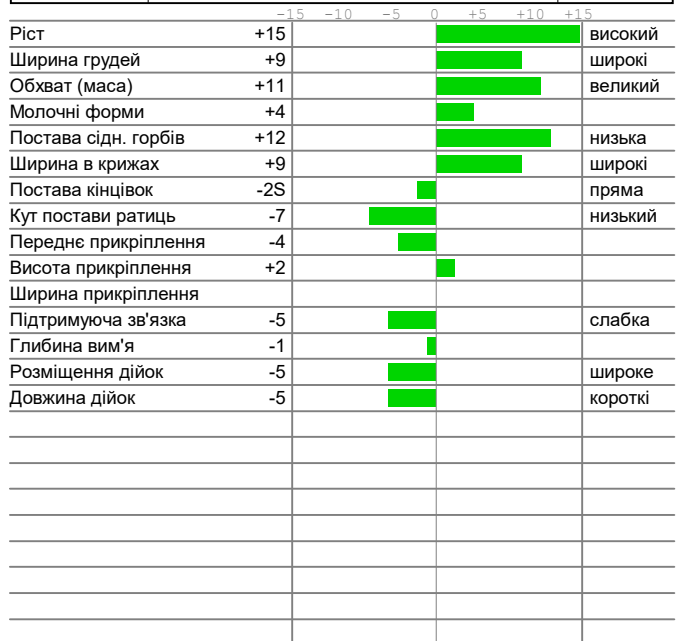 -15 -10 -5 0 +5 +10 +15
Ріст +15 високий
Ширина грудей +9 широкі
Обхват (маса) +11 великий
Молочні форми +4
Постава сідн. горбів +12 низька
Ширина в крижах +9 широкі
Постава кінцівок -2S пряма
Кут постави ратиць -7 низький
Переднє прикріплення -4
Висота прикріплення +2
Ширина прикріплення
Підтримуюча зв'язка -5 слабка
Глибина вим'я -1
Розміщення дійок -5 широке
Довжина дійок -5 короткі